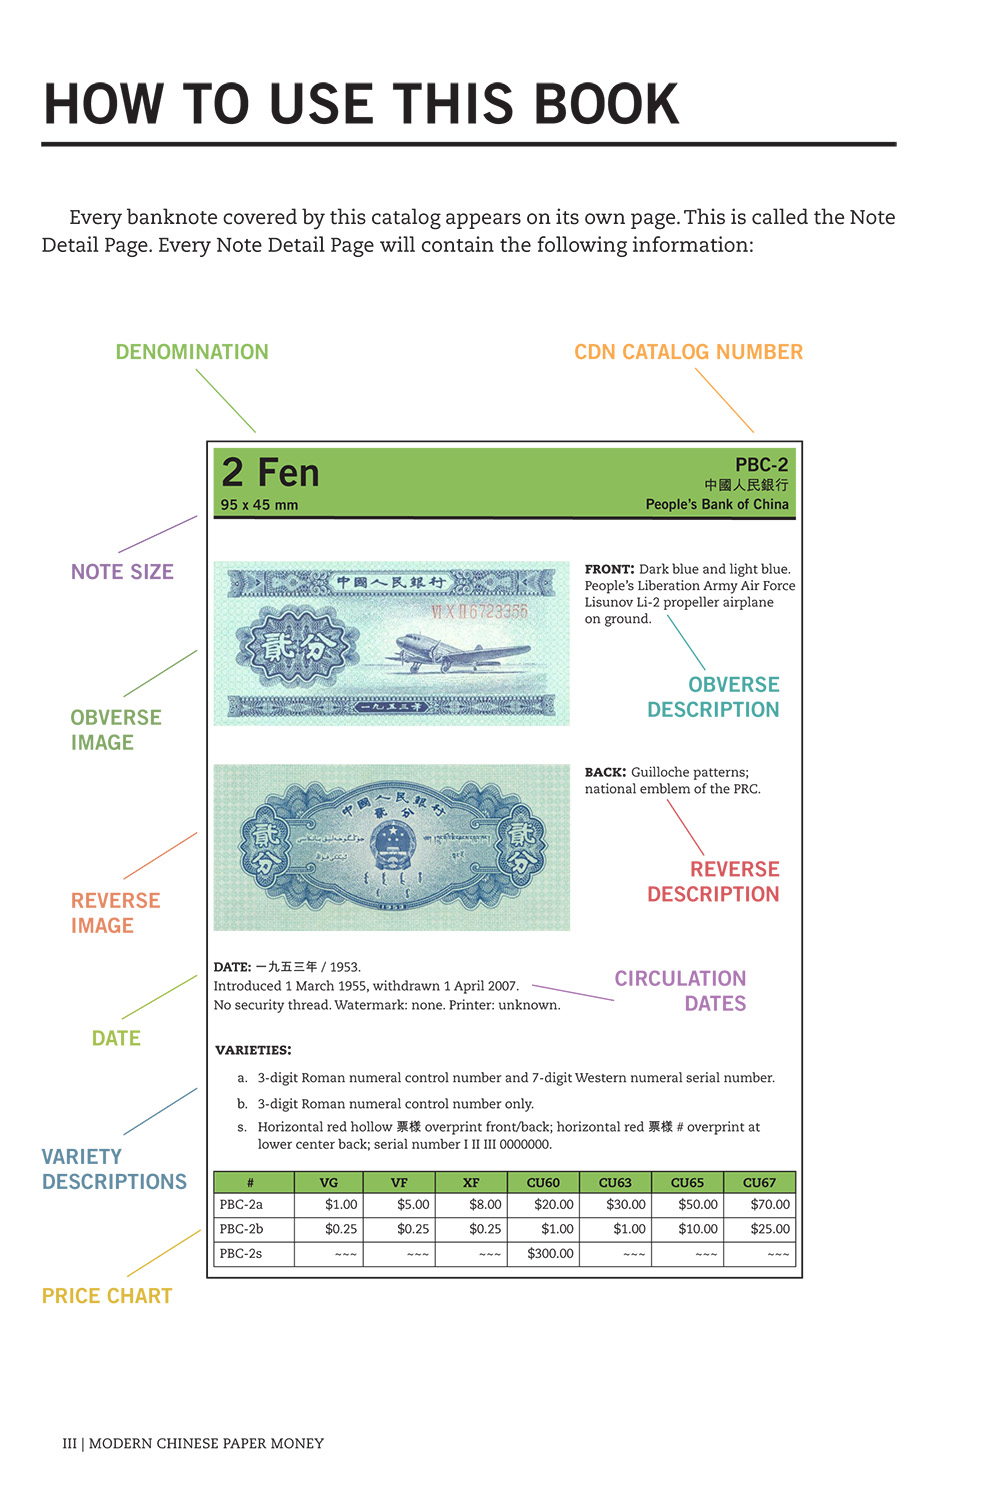 HOW TO USE THIS BOOK
Every banknote covered by this catalog appears on its own page. This is called the Note
Detail Page. Every Note Detail Page will contain the following information:
DENOMINATION
CDN CATALOG NUMBER
2 Fen
95 x 45 mm
PBC-2
中國人民銀行
People's Bank of China
NOTE SIZE
中國人民銀行
VI X II 6723356
貳分
一九五三年
FRONT: Dark blue and light blue.
People's Liberation Army Air Force
Lisunov Li-2 propeller airplane
on ground.
OBVERSE
DESCRIPTION
OBVERSE
IMAGE
中國人民銀行
貳分
貳分
貳分
1953
BACK: Guilloche patterns;
national emblem of the PRC.
REVERSE
DESCRIPTION
REVERSE
IMAGE
DATE: 一九五三年 / 1953.
Introduced 1 March 1955, withdrawn 1 April 2007.
No security thread. Watermark: none. Printer: unknown.
CIRCULATION
DATES
DATE
VARIETIES:
a. 3-digit Roman numeral control number and 7-digit Western numeral serial number.
b. 3-digit Roman numeral control number only.
s. Horizontal red hollow 票樣 overprint front/back; horizontal red 票樣 # overprint at
lower center back; serial number I II III 0000000.
VARIETY
DESCRIPTIONS
# VG VF XF CU60 CU63 CU65 CU67
PBC-2a $1.00 $5.00 $8.00 $20.00 $30.00 $50.00 $70.00
PBC-2b $0.25 $0.25 $0.25 $1.00 $1.00 $10.00 $25.00
PBC-2s ~~~ ~~~ ~~~ $300.00 ~~~ ~~~ ~~~
PRICE CHART
III | MODERN CHINESE PAPER MONEY